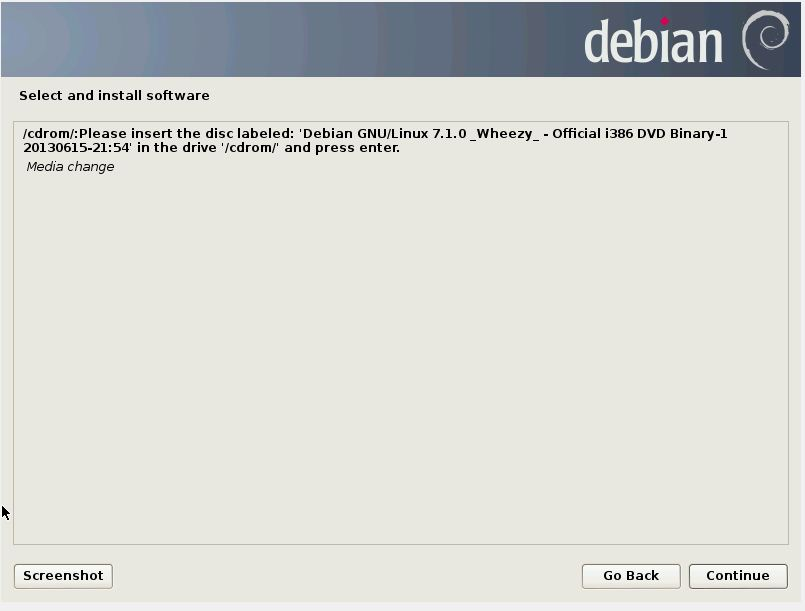 debian
Select and install software
/cdrom/:Please insert the disc labeled: 'Debian GNU/Linux 7.1.0 _Wheezy_ - Official i386 DVD Binary-1
20130615-21:54' in the drive '/cdrom/' and press enter.
Media change
Screenshot
Go Back
Continue